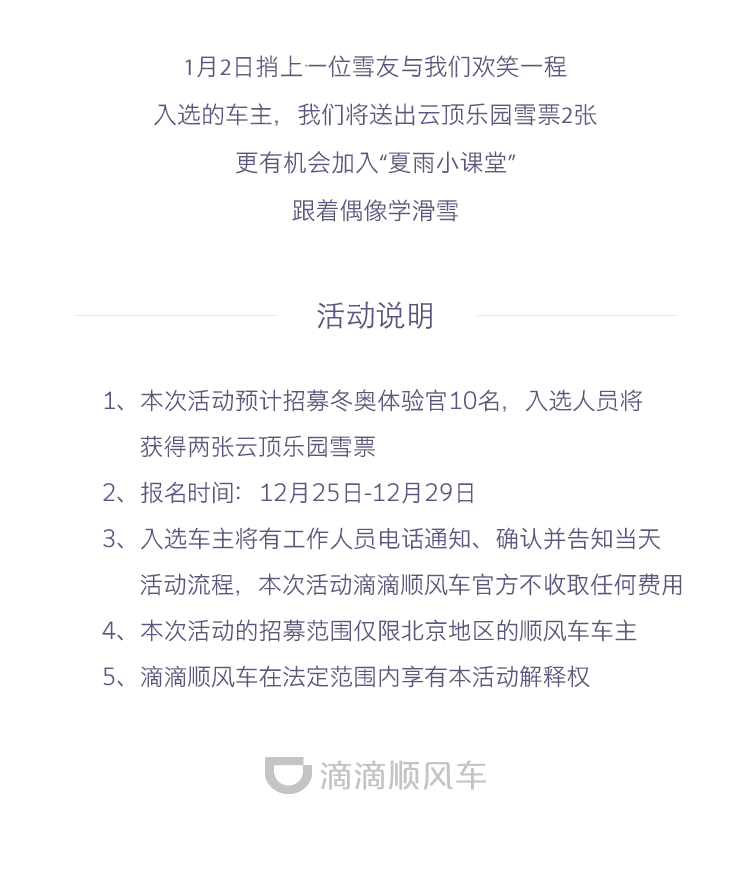 1月2日捎上一位雪友与我们欢笑一程
入选的车主，我们将送出云顶乐园雪票2张
更有机会加入“夏雨小课堂”
跟着偶像学滑雪
活动说明
1、本次活动预计招募冬奥体验官10名，入选人员将
获得两张云顶乐园雪票
2、报名时间：12月25日-12月29日
3、入选车主将有工作人员电话通知、确认并告知当天
活动流程，本次活动滴滴顺风车官方不收取任何费用
4、本次活动的招募范围仅限北京地区的顺风车车主
5、滴滴顺风车在法定范围内享有本活动解释权
滴滴顺风车